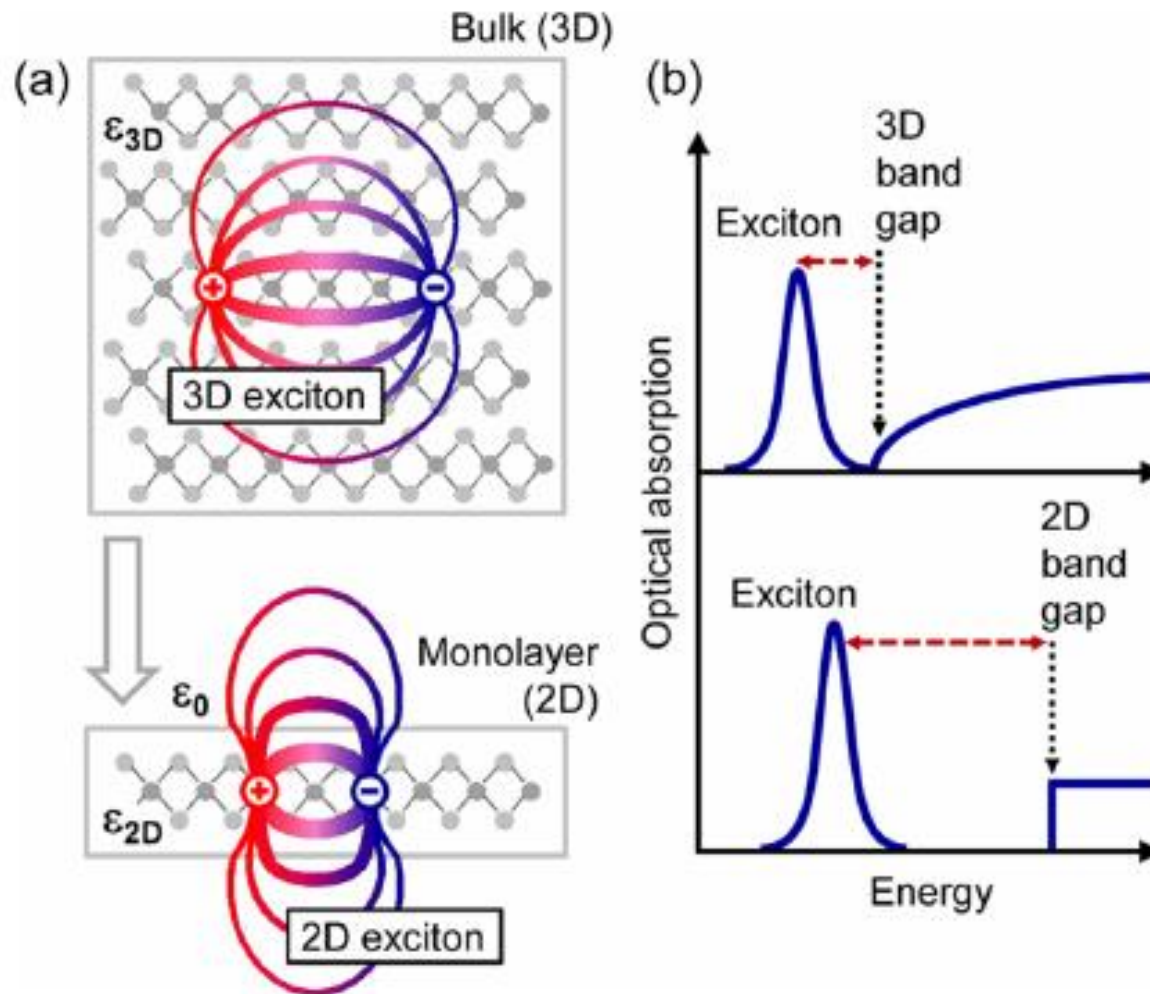 Bulk (3D)
(a)
ε3D
+
−
3D exciton
Monolayer
(2D)
ε0
+
−
ε2D
2D exciton
(b)
3D
band
gap
Exciton
Optical absorption
2D
band
gap
Exciton
Energy